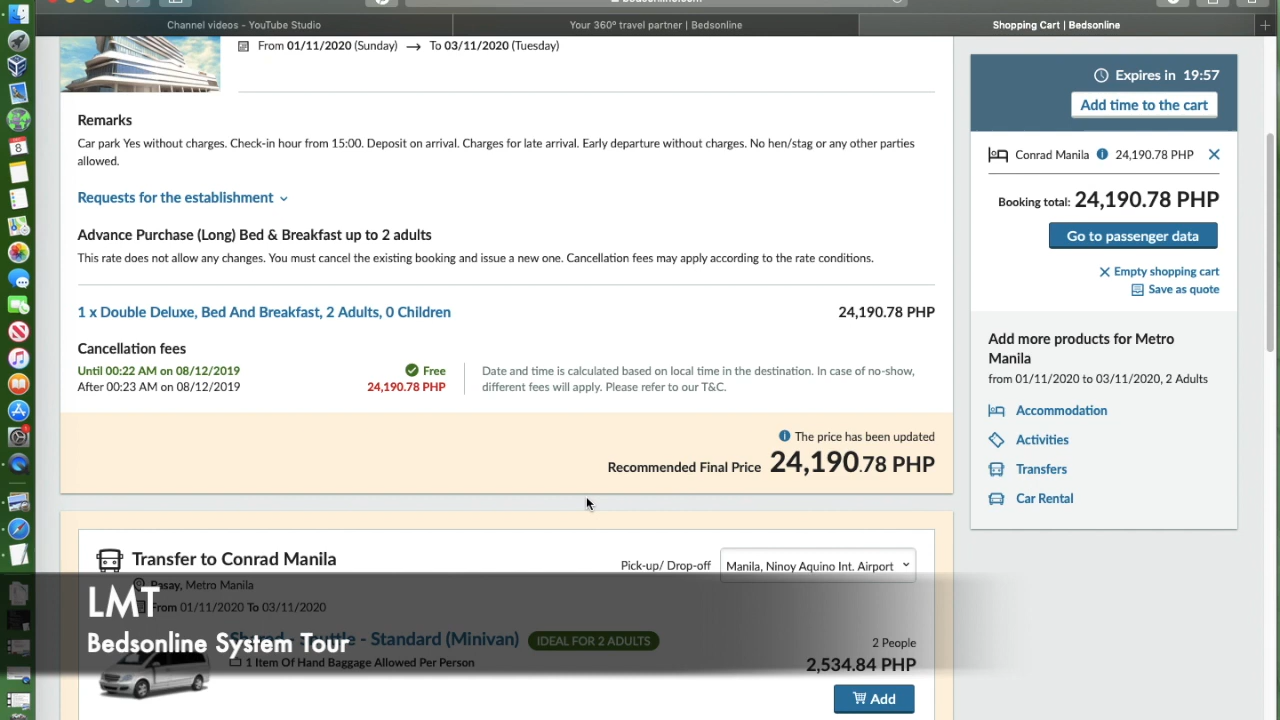 Channel videos - YouTube Studio
Your 360º travel partner | Bedsonline
Shopping Cart | Bedsonline
From 01/11/2020 (Sunday) → To 03/11/2020 (Tuesday)
Remarks
Car park Yes without charges. Check-in hour from 15:00. Deposit on arrival. Charges for late arrival. Early departure without charges. No hen/stag or any other parties
allowed.
Requests for the establishment
Advance Purchase (Long) Bed & Breakfast up to 2 adults
This rate does not allow any changes. You must cancel the existing booking and issue a new one. Cancellation fees may apply according to the rate conditions.
1 x Double Deluxe, Bed And Breakfast, 2 Adults, 0 Children 24,190.78 PHP
Cancellation fees
Until 00:22 AM on 08/12/2019 Free
After 00:23 AM on 08/12/2019 24,190.78 PHP
Date and time is calculated based on local time in the destination. In case of no-show,
different fees will apply. Please refer to our T&C.
The price has been updated
Recommended Final Price 24,190.78 PHP
Transfer to Conrad Manila
Pick-up/ Drop-off Manila, Ninoy Aquino Int. Airport
Pasay, Metro Manila
From 01/11/2020 To 03/11/2020
Shared - Shuttle - Standard (Minivan) IDEAL FOR 2 ADULTS
1 Item Of Hand Baggage Allowed Per Person
2 People
2,534.84 PHP
Add
LMT
Bedsonline System Tour
Expires in 19:57
Add time to the cart
Conrad Manila 24,190.78 PHP
Booking total: 24,190.78 PHP
Go to passenger data
Empty shopping cart
Save as quote
Add more products for Metro
Manila
from 01/11/2020 to 03/11/2020, 2 Adults
Accommodation
Activities
Transfers
Car Rental
8